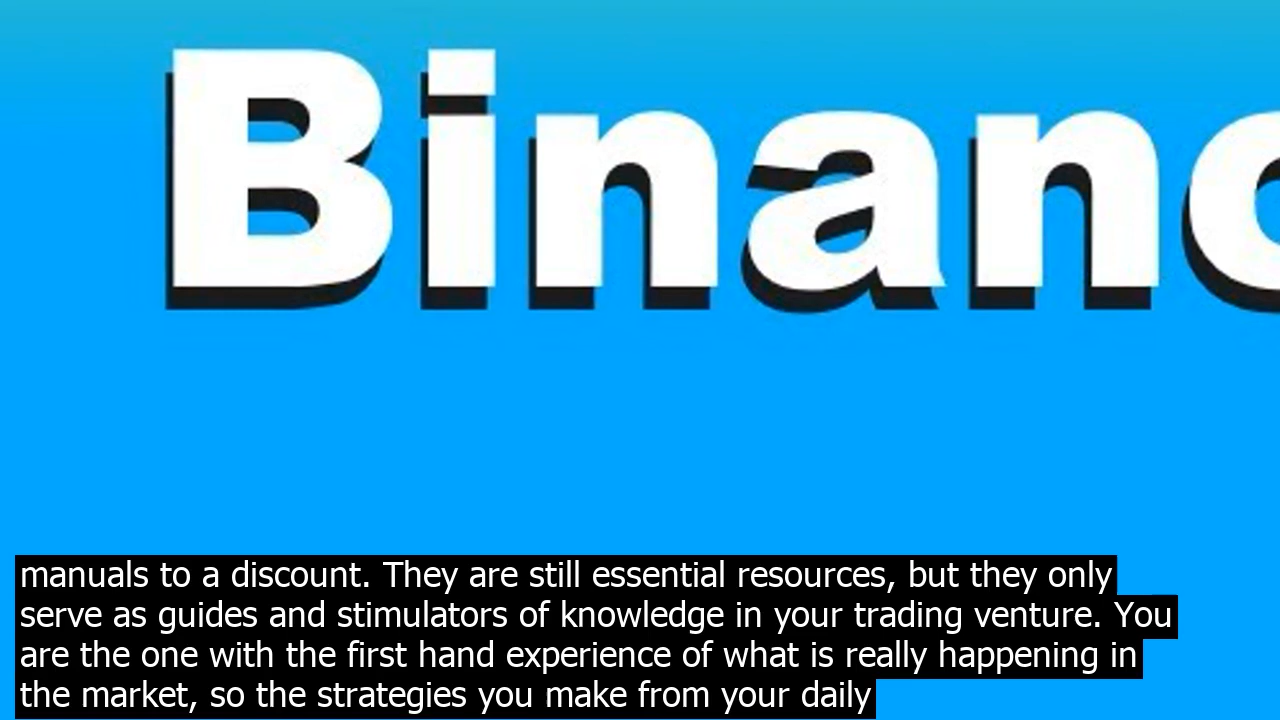 Binanc
manuals to a discount. They are still essential resources, but they only
serve as guides and stimulators of knowledge in your trading venture. You
are the one with the first hand experience of what is really happening in
the market, so the strategies you make from your daily